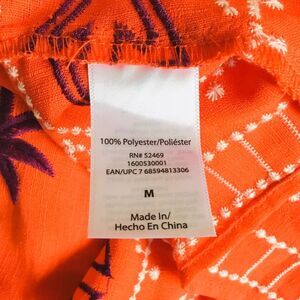 100% Polyester/Poliéster
RN# 52469
1600530001
EAN/UPC 7 68594813306
M
Made In/
Hecho En China